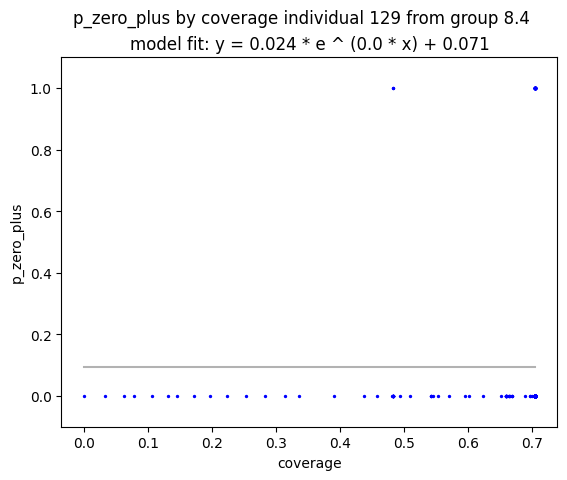 p_zero_plus by coverage individual 129 from group 8.4
model fit: y = 0.024 * e ^ (0.0 * x) + 0.071
1.0
0.8
0.6
0.4
0.2
0.0
p_zero_plus
0.0 0.1 0.2 0.3 0.4 0.5 0.6 0.7
coverage